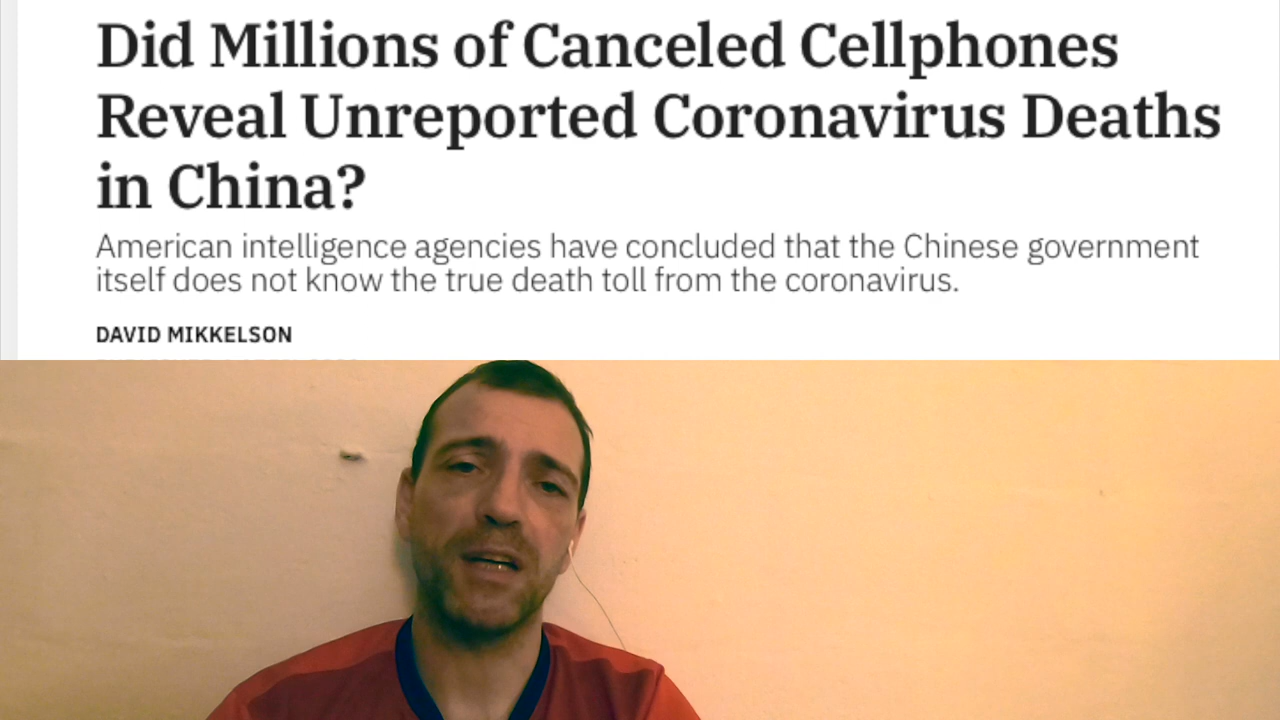 Did Millions of Canceled Cellphones
Reveal Unreported Coronavirus Deaths
in China?
American intelligence agencies have concluded that the Chinese government
itself does not know the true death toll from the coronavirus.
DAVID MIKKELSON